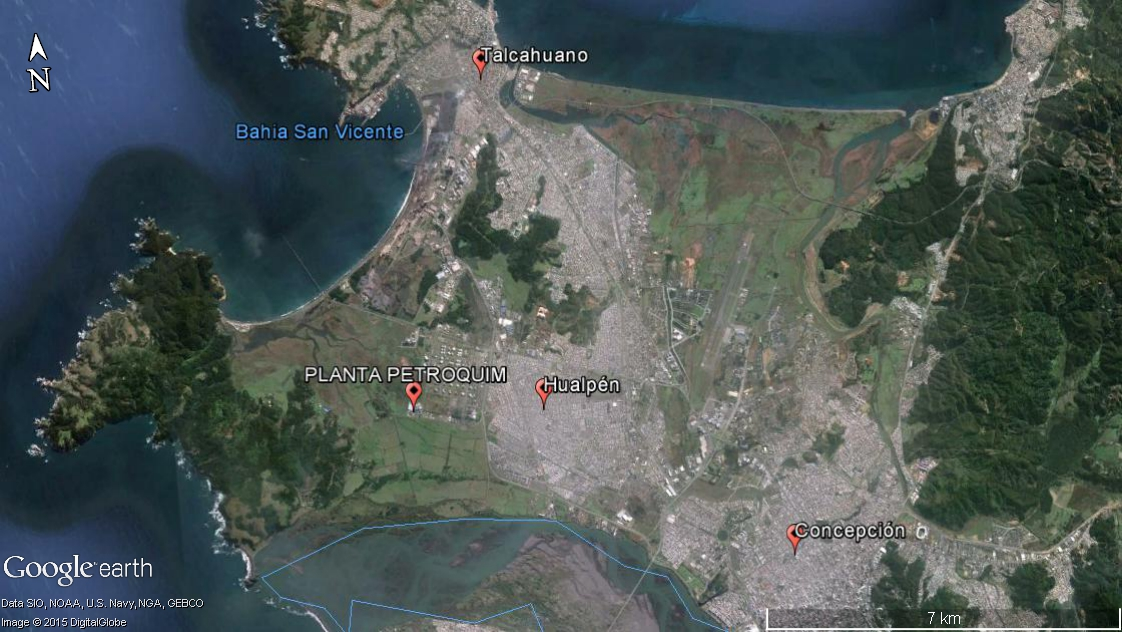 N
Talcahuano
Bahia San Vicente
PLANTA PETROQUIM
Hualpén
Concepción
Google earth
Data SIO, NOAA, U.S. Navy, NGA, GEBCO
Image © 2015 DigitalGlobe
7 km